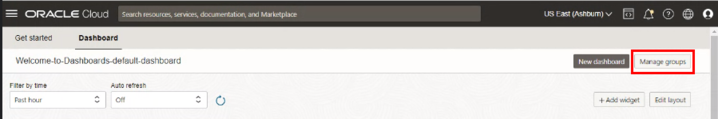 ORACLE Cloud Search resources, services, documentation, and Marketplace US East (Ashburn)
Get started Dashboard
Welcome-to-Dashboards-default-dashboard New dashboard Manage groups
Filter by time Auto refresh
Past hour Off + Add widget Edit layout